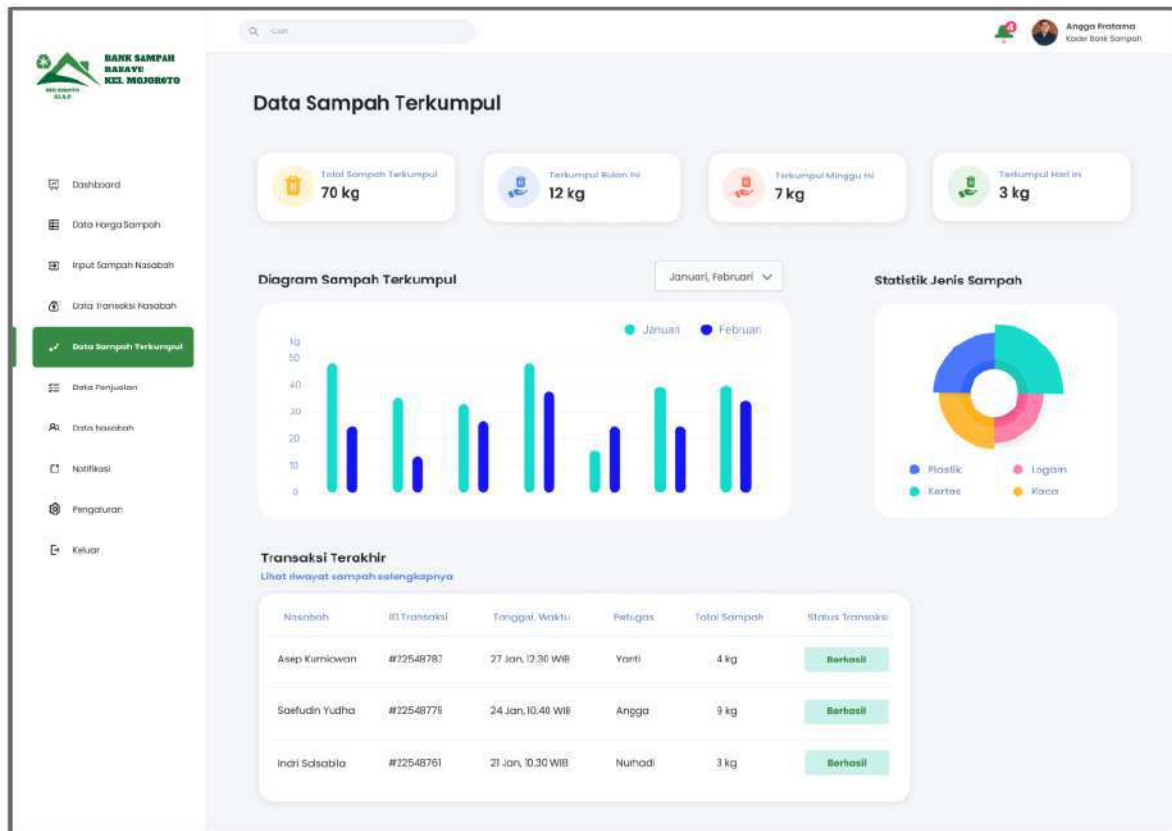 BANK SAMPAH
RAHAYU
KEL. MOJOROTO
Cari
4
Angga Pratama
Kader Bank Sampah
Dashboard
Data Harga Sampah
Input Sampah Nasabah
Data Transaksi Nasabah
Data Sampah Terkumpul
Data Penjualan
Data Nasabah
Notifikasi
Pengaturan
Keluar
Data Sampah Terkumpul
Total Sampah Terkumpul
70 kg
Terkumpul Bulan Ini
12 kg
Terkumpul Minggu Ini
7 kg
Terkumpul Hari Ini
3 kg
Diagram Sampah Terkumpul
Januari, Februari
Januari
Februari
kg
50
40
30
20
10
0
Statistik Jenis Sampah
Plastik
Logam
Kertas
Kaca
Transaksi Terakhir
Lihat riwayat sampah selengkapnya
Nasabah ID Transaksi Tanggal, Waktu Petugas Total Sampah Status Transaksi
Asep Kurniawan #22548787 27 Jan, 12.30 WIB Yanti 4 kg Berhasil
Saefudin Yudha #22548779 24 Jan, 10.40 WIB Angga 9 kg Berhasil
Indri Salsabila #22548761 21 Jan, 10.30 WIB Nurhadi 3 kg Berhasil